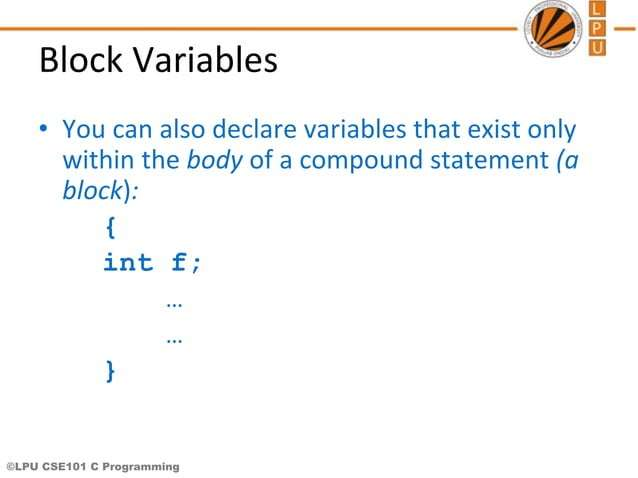 L
P
U
Block Variables
• You can also declare variables that exist only
within the body of a compound statement (a
block):
{
int f;
…
…
}
©LPU CSE101 C Programming